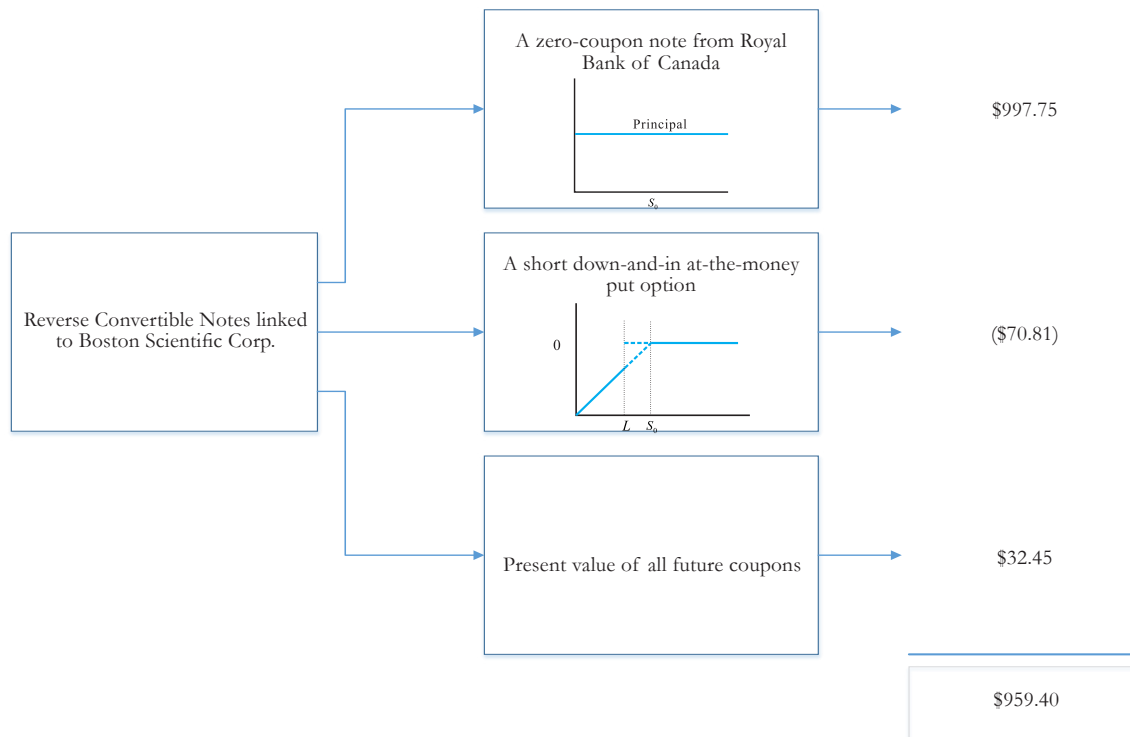 A zero-coupon note from Royal
Bank of Canada
Principal
S₀
$997.75
Reverse Convertible Notes linked
to Boston Scientific Corp.
A short down-and-in at-the-money
put option
0
L S₀
($70.81)
Present value of all future coupons
$32.45
$959.40